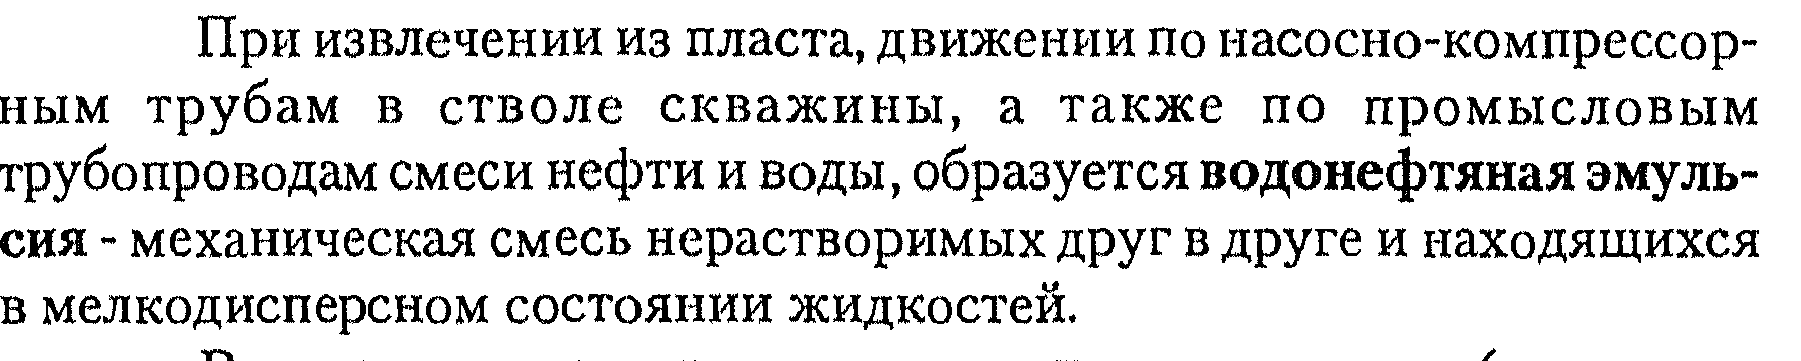 При извлечении из пласта, движении по насосно-компрессор-
ным трубам в стволе скважины, а также по промысловым
трубопроводам смеси нефти и воды, образуется водонефтяная эмуль-
сия - механическая смесь нерастворимых друг в друге и находящихся
в мелкодисперсном состоянии жидкостей.